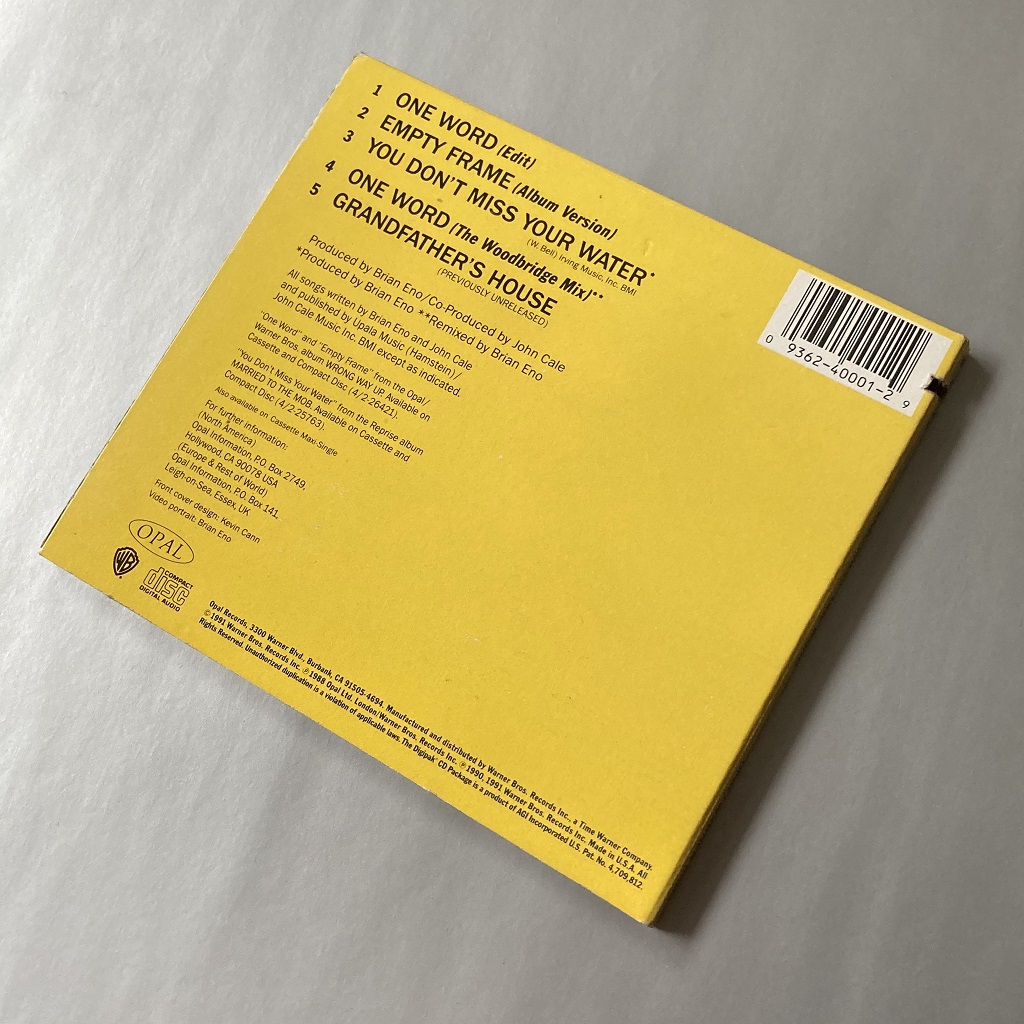 1 ONE WORD (Edit)
2 EMPTY FRAME (Album Version)
3 YOU DON'T MISS YOUR WATER*
(W. Bell) Irving Music, Inc. BMI
4 ONE WORD (The Woodbridge Mix)**
5 GRANDFATHER'S HOUSE
(PREVIOUSLY UNRELEASED)
Produced by Brian Eno/Co-Produced by John Cale
*Produced by Brian Eno **Remixed by Brian Eno
All songs written by Brian Eno and John Cale
and published by Upala Music (Hamstein)/
John Cale Music Inc. BMI except as indicated.
"One Word" and "Empty Frame" from the Opal/
Warner Bros. album WRONG WAY UP. Available on
Cassette and Compact Disc (4/2-26421).
"You Don't Miss Your Water" from the Reprise album
MARRIED TO THE MOB. Available on Cassette and
Compact Disc (4/2-25763).
Also available on Cassette Maxi-Single
For further information:
(North America)
Opal Information, P.O. Box 2749,
Hollywood, CA 90078 USA
(Europe & Rest of World)
Opal Information, P.O. Box 141,
Leigh-on-Sea, Essex, UK
Front cover design: Kevin Cann
Video portrait: Brian Eno
OPAL
WB
COMPACT
disc
DIGITAL AUDIO
Opal Records, 3300 Warner Blvd., Burbank, CA 91505-4694. Manufactured and distributed by Warner Bros. Records Inc., a Time Warner Company.
©1991 Warner Bros. Records Inc. ℗1988 Opal Ltd. London/Warner Bros. Records Inc. ℗1990, 1991 Warner Bros. Records Inc. Made in U.S.A. All
Rights Reserved. Unauthorized duplication is a violation of applicable laws. The Digipak® CD Package is a product of AGI Incorporated U.S. Pat. No. 4,709,812.
0 9362-40001-2 9